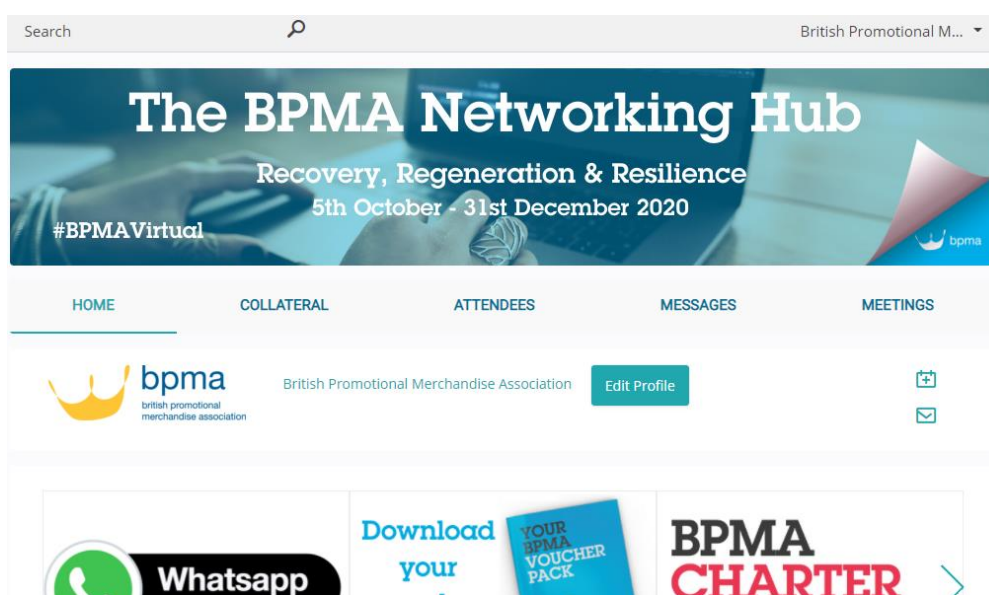 Search
British Promotional M...
The BPMA Networking Hub
Recovery, Regeneration & Resilience
5th October - 31st December 2020
#BPMAVirtual
bpma
HOME
COLLATERAL
ATTENDEES
MESSAGES
MEETINGS
bpma
british promotional
merchandise association
British Promotional Merchandise Association
Edit Profile
Whatsapp
Download
your
YOUR
BPMA
VOUCHER
PACK
BPMA
CHARTER